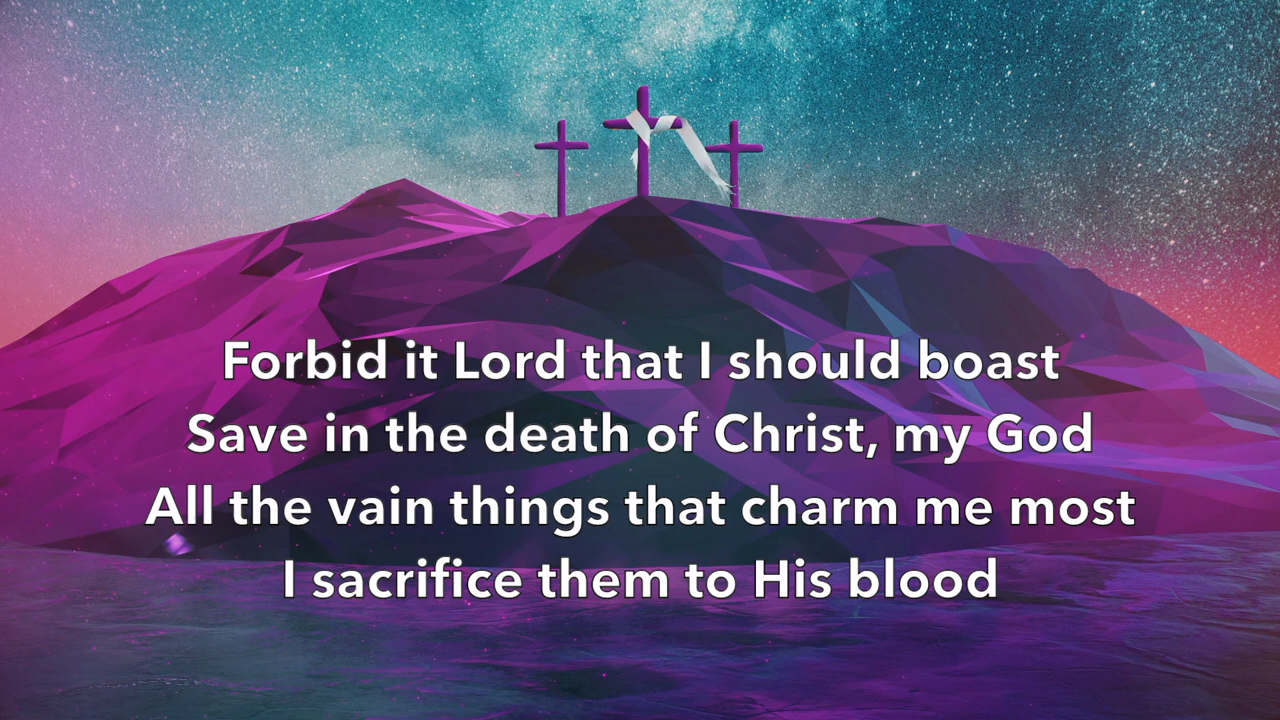 Forbid it Lord that I should boast
Save in the death of Christ, my God
All the vain things that charm me most
I sacrifice them to His blood